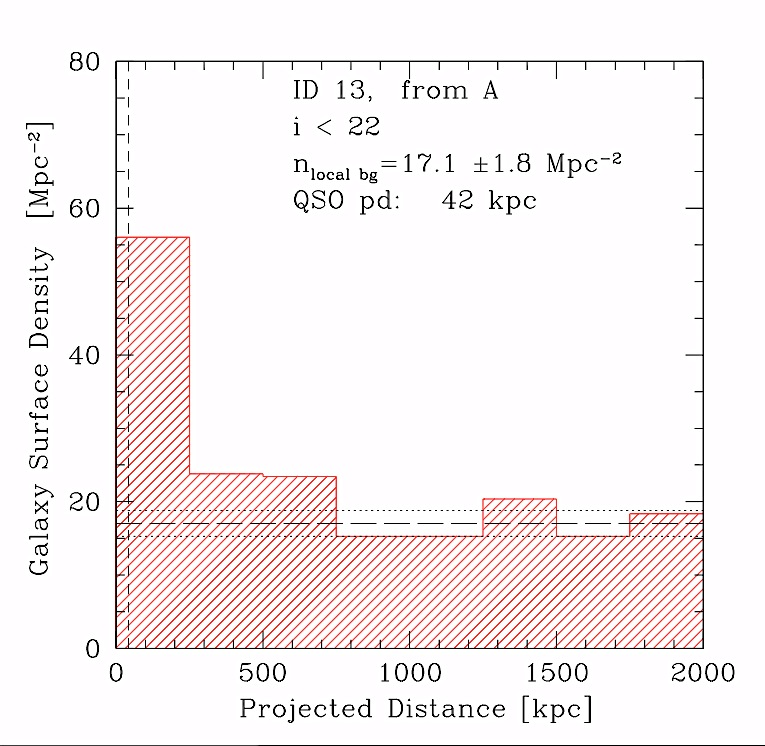 ID 13, from A
i < 22
n_local bg=17.1 ±1.8 Mpc⁻²
QSO pd: 42 kpc
Galaxy Surface Density [Mpc⁻²]
80
60
40
20
0
0 500 1000 1500 2000
Projected Distance [kpc]